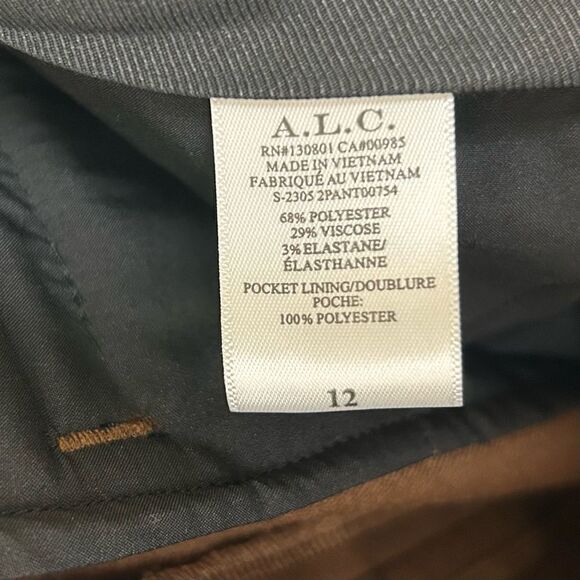 A.L.C.
RN#130801 CA#00985
MADE IN VIETNAM
FABRIQUÉ AU VIETNAM
S-2305 2PANT00754
68% POLYESTER
29% VISCOSE
3% ELASTANE/
ÉLASTHANNE
POCKET LINING/DOUBLURE
POCHE:
100% POLYESTER
12